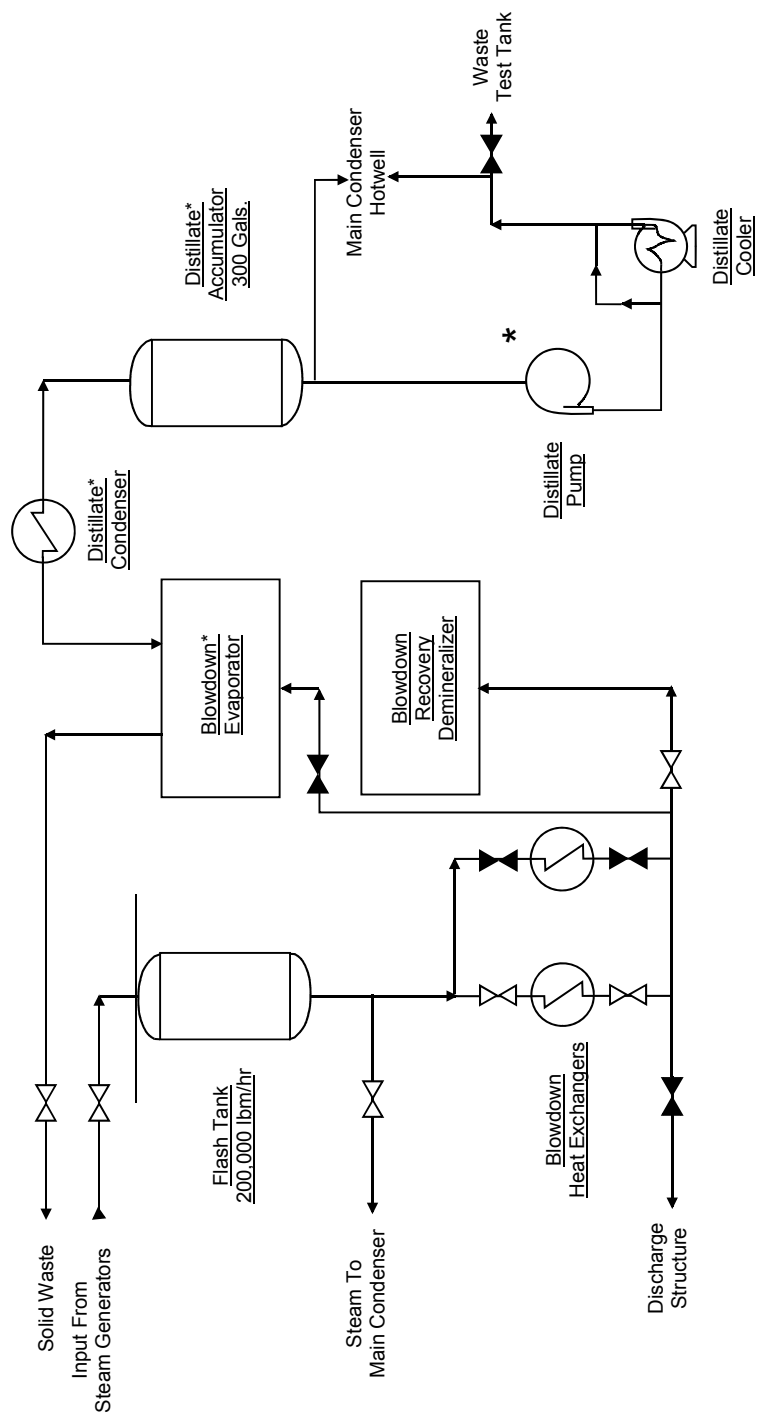 Solid Waste
Input From
Steam Generators
Steam To
Main Condenser
Discharge
Structure
Flash Tank
200,000 lbm/hr
Blowdown
Heat Exchangers
Blowdown*
Evaporator
Blowdown
Recovery
Demineralizer
Distillate*
Condenser
Distillate
Pump
*
Distillate*
Accumulator
300 Gals.
Main Condenser
Hotwell
Distillate
Cooler
Waste
Test Tank